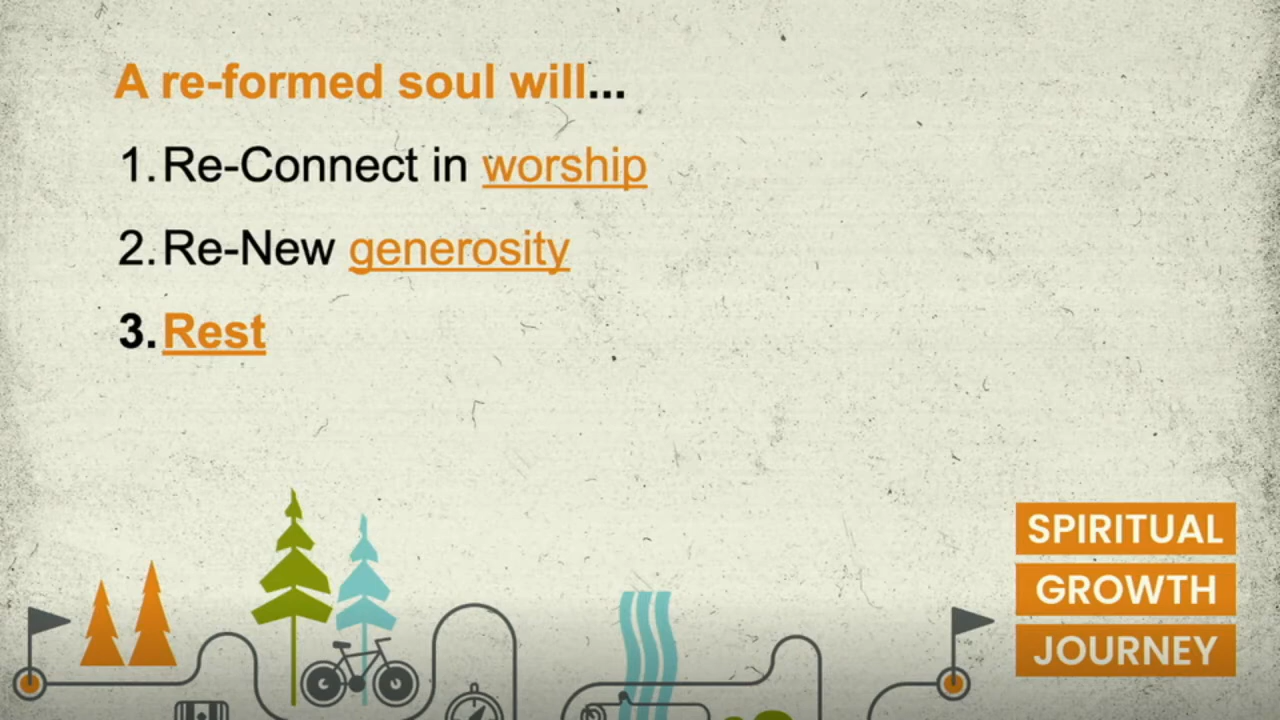 A re-formed soul will...
1. Re-Connect in worship
2. Re-New generosity
3. Rest
SPIRITUAL
GROWTH
JOURNEY